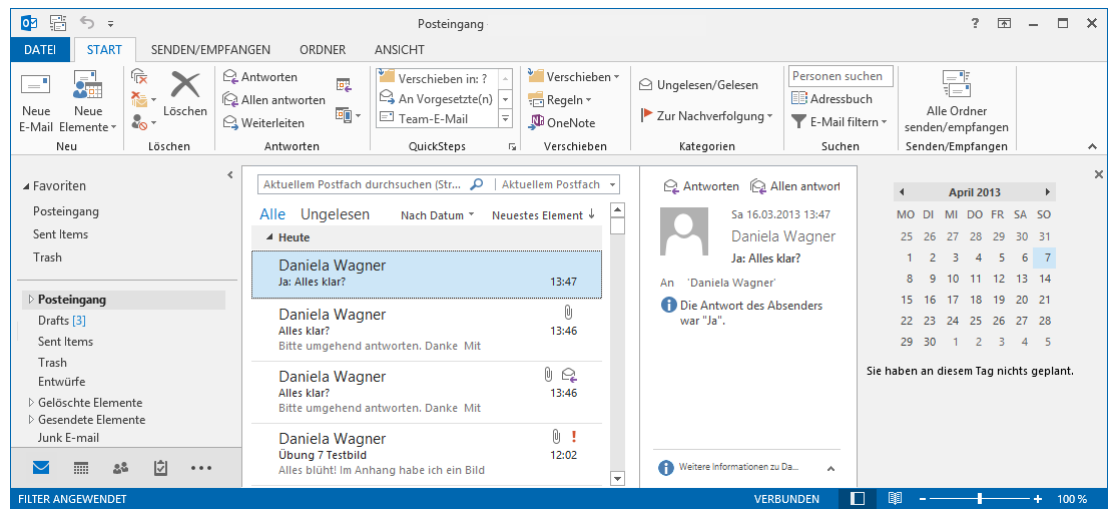 Posteingang
DATEI START SENDEN/EMPFANGEN ORDNER ANSICHT
Neue E-Mail
Neue Elemente
Neu
Löschen
Löschen
Antworten
Allen antworten
Weiterleiten
Antworten
Verschieben in: ?
An Vorgesetzte(n)
Team-E-Mail
QuickSteps
Verschieben
Regeln
OneNote
Verschieben
Ungelesen/Gelesen
Zur Nachverfolgung
Kategorien
Personen suchen
Adressbuch
E-Mail filtern
Suchen
Alle Ordner
senden/empfangen
Senden/Empfangen
Favoriten
Posteingang
Sent Items
Trash
Posteingang
Drafts [3]
Sent Items
Trash
Entwürfe
Gelöschte Elemente
Gesendete Elemente
Junk E-mail
Aktuellem Postfach durchsuchen (Str... Aktuellem Postfach
Alle Ungelesen Nach Datum Neuestes Element
Heute
Daniela Wagner
Ja: Alles klar? 13:47
Daniela Wagner
Alles klar? 13:46
Bitte umgehend antworten. Danke Mit
Daniela Wagner
Alles klar? 13:46
Bitte umgehend antworten. Danke Mit
Daniela Wagner
Übung 7 Testbild 12:02
Alles blüht! Im Anhang habe ich ein Bild
Antworten Allen antwort
Sa 16.03.2013 13:47
Daniela Wagner
Ja: Alles klar?
An 'Daniela Wagner'
Die Antwort des Absenders
war "Ja".
Weitere Informationen zu Da...
April 2013
MO DI MI DO FR SA SO
25 26 27 28 29 30 31
1 2 3 4 5 6 7
8 9 10 11 12 13 14
15 16 17 18 19 20 21
22 23 24 25 26 27 28
29 30 1 2 3 4 5
Sie haben an diesem Tag nichts geplant.
FILTER ANGEWENDET VERBUNDEN 100 %